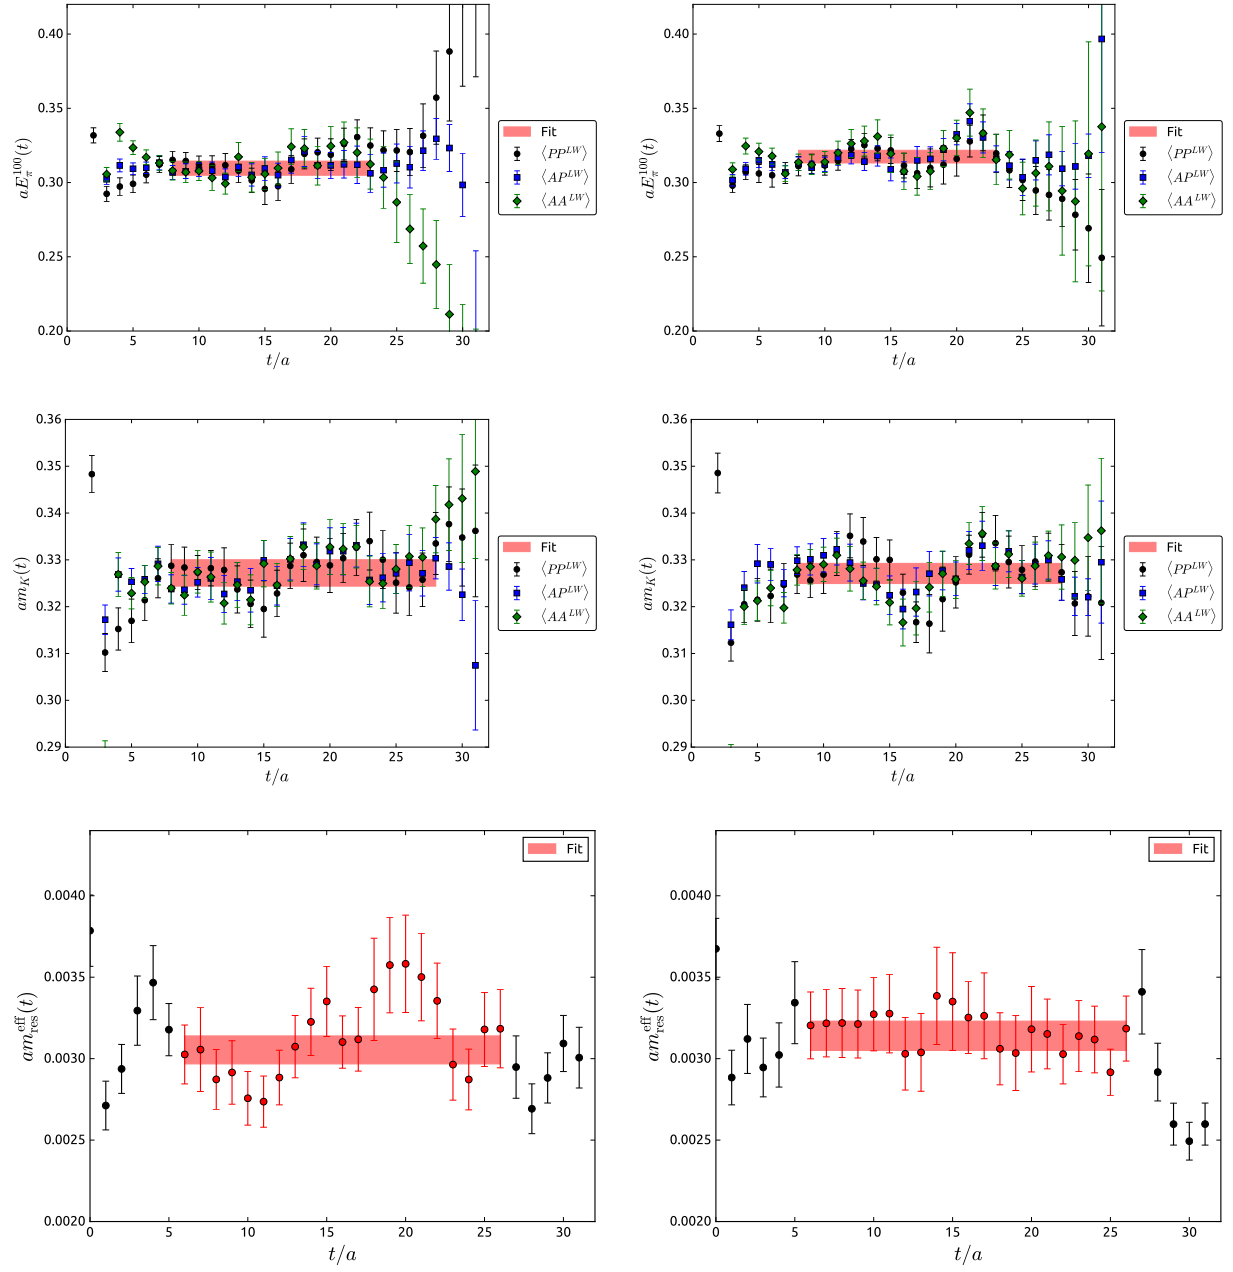 0.40
0.35
0.30
0.25
0.20
0 5 10 15 20 25 30
t/a
aE_π^{100}(t)
Fit
⟨PP^{LW}⟩
⟨AP^{LW}⟩
⟨AA^{LW}⟩
0.40
0.35
0.30
0.25
0.20
0 5 10 15 20 25 30
t/a
aE_π^{100}(t)
Fit
⟨PP^{LW}⟩
⟨AP^{LW}⟩
⟨AA^{LW}⟩
0.36
0.35
0.34
0.33
0.32
0.31
0.30
0.29
0 5 10 15 20 25 30
t/a
am_K(t)
Fit
⟨PP^{LW}⟩
⟨AP^{LW}⟩
⟨AA^{LW}⟩
0.36
0.35
0.34
0.33
0.32
0.31
0.30
0.29
0 5 10 15 20 25 30
t/a
am_K(t)
Fit
⟨PP^{LW}⟩
⟨AP^{LW}⟩
⟨AA^{LW}⟩
0.0040
0.0035
0.0030
0.0025
0.0020
0 5 10 15 20 25 30
t/a
am_{res}^{eff}(t)
Fit
0.0040
0.0035
0.0030
0.0025
0.0020
0 5 10 15 20 25 30
t/a
am_{res}^{eff}(t)
Fit